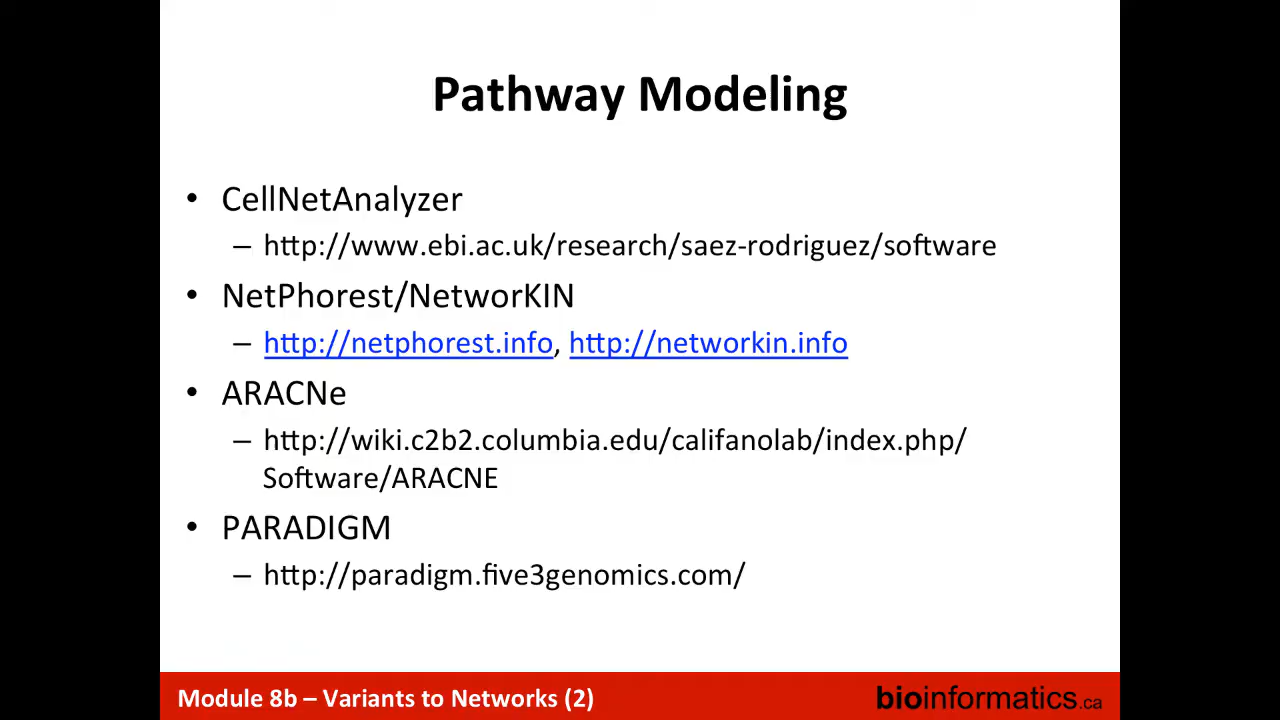 Pathway Modeling
• CellNetAnalyzer
– http://www.ebi.ac.uk/research/saez-rodriguez/software
• NetPhorest/NetworKIN
– http://netphorest.info, http://networkin.info
• ARACNe
– http://wiki.c2b2.columbia.edu/califanolab/index.php/
Software/ARACNE
• PARADIGM
– http://paradigm.five3genomics.com/
Module 8b – Variants to Networks (2)
bioinformatics.ca